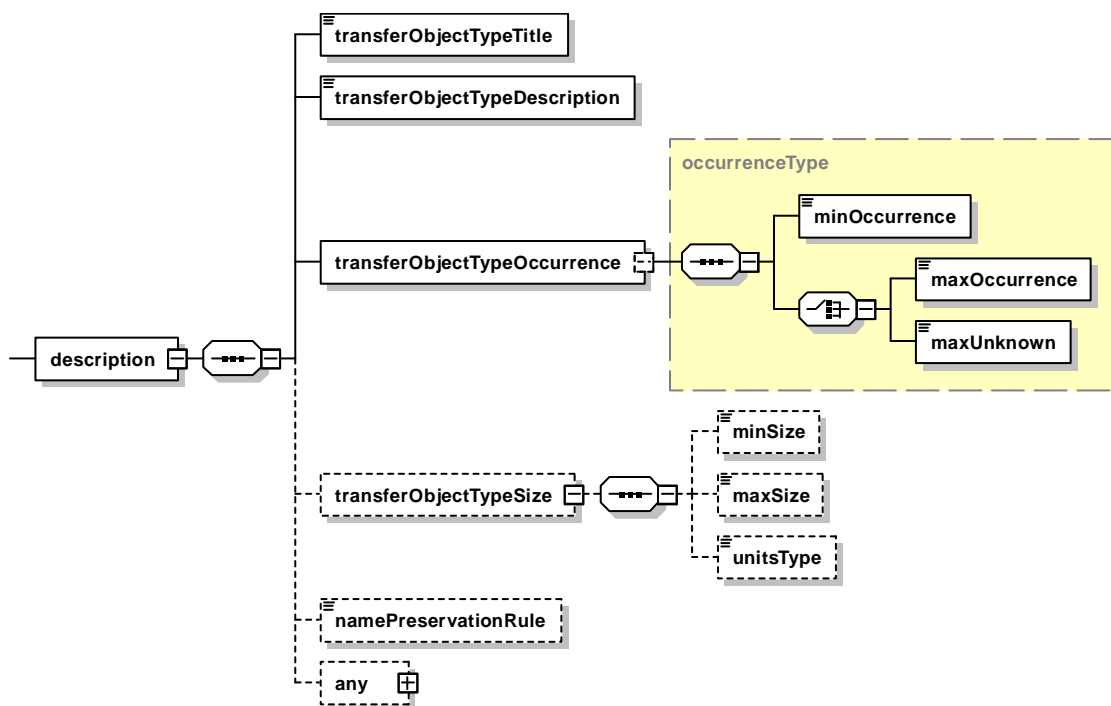 transferObjectTypeTitle
transferObjectTypeDescription
occurrenceType
minOccurrence
transferObjectTypeOccurrence
maxOccurrence
maxUnknown
description
minSize
transferObjectTypeSize
maxSize
unitsType
namePreservationRule
any